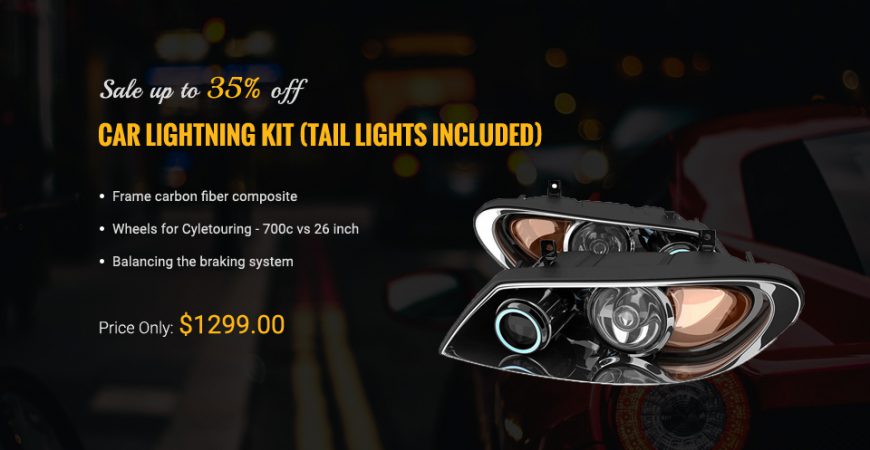 Sale up to 35% off
CAR LIGHTNING KIT (TAIL LIGHTS INCLUDED)
• Frame carbon fiber composite
• Wheels for Cyletouring - 700c vs 26 inch
• Balancing the braking system
Price Only: $1299.00